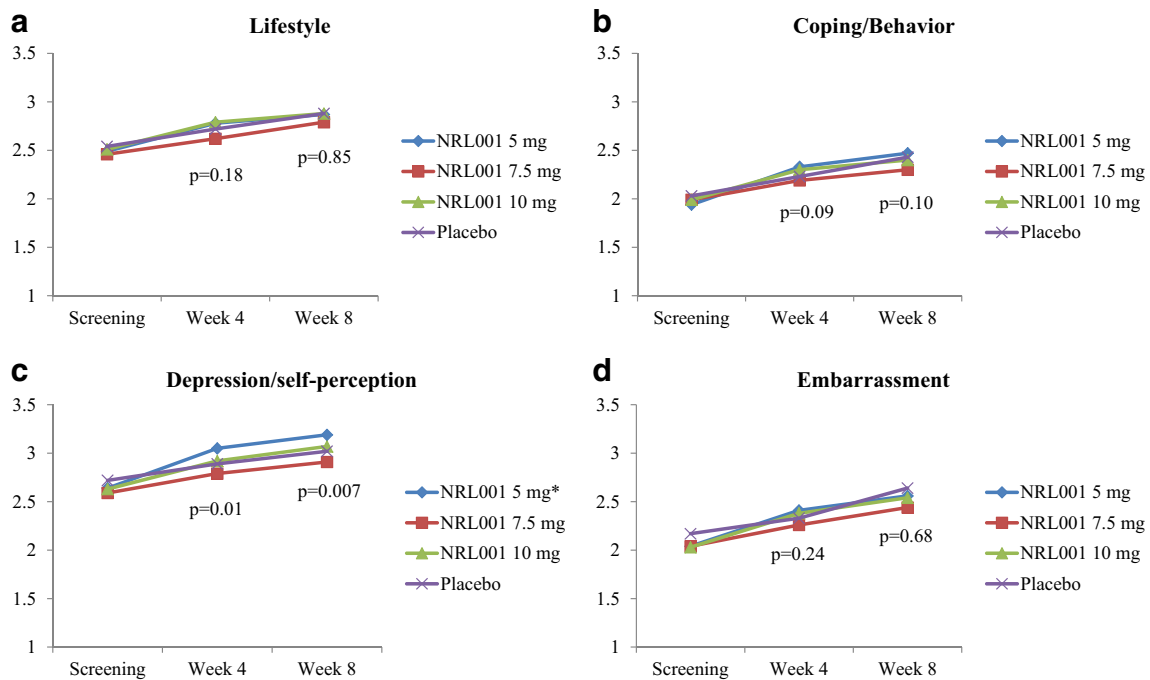 a
Lifestyle
3.5
3
2.5
2
1.5
1
p=0.18
p=0.85
Screening
Week 4
Week 8
NRL001 5 mg
NRL001 7.5 mg
NRL001 10 mg
Placebo
b
Coping/Behavior
3.5
3
2.5
2
1.5
1
p=0.09
p=0.10
Screening
Week 4
Week 8
NRL001 5 mg
NRL001 7.5 mg
NRL001 10 mg
Placebo
c
Depression/self-perception
3.5
3
2.5
2
1.5
1
p=0.01
p=0.007
Screening
Week 4
Week 8
NRL001 5 mg*
NRL001 7.5 mg
NRL001 10 mg
Placebo
d
Embarrassment
3.5
3
2.5
2
1.5
1
p=0.24
p=0.68
Screening
Week 4
Week 8
NRL001 5 mg
NRL001 7.5 mg
NRL001 10 mg
Placebo